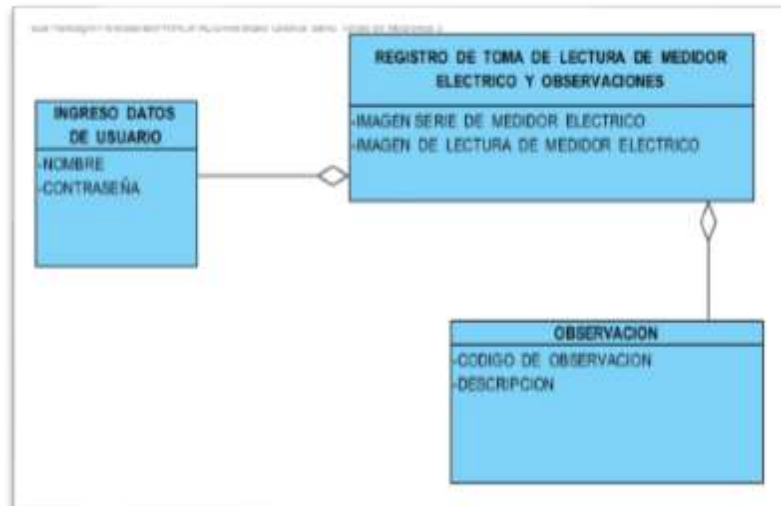 REGISTRO DE TOMA DE LECTURA DE MEDIDOR
ELECTRICO Y OBSERVACIONES
-IMAGEN SERIE DE MEDIDOR ELECTRICO
-IMAGEN DE LECTURA DE MEDIDOR ELECTRICO
INGRESO DATOS
DE USUARIO
-NOMBRE
-CONTRASEÑA
OBSERVACION
-CODIGO DE OBSERVACION
-DESCRIPCION